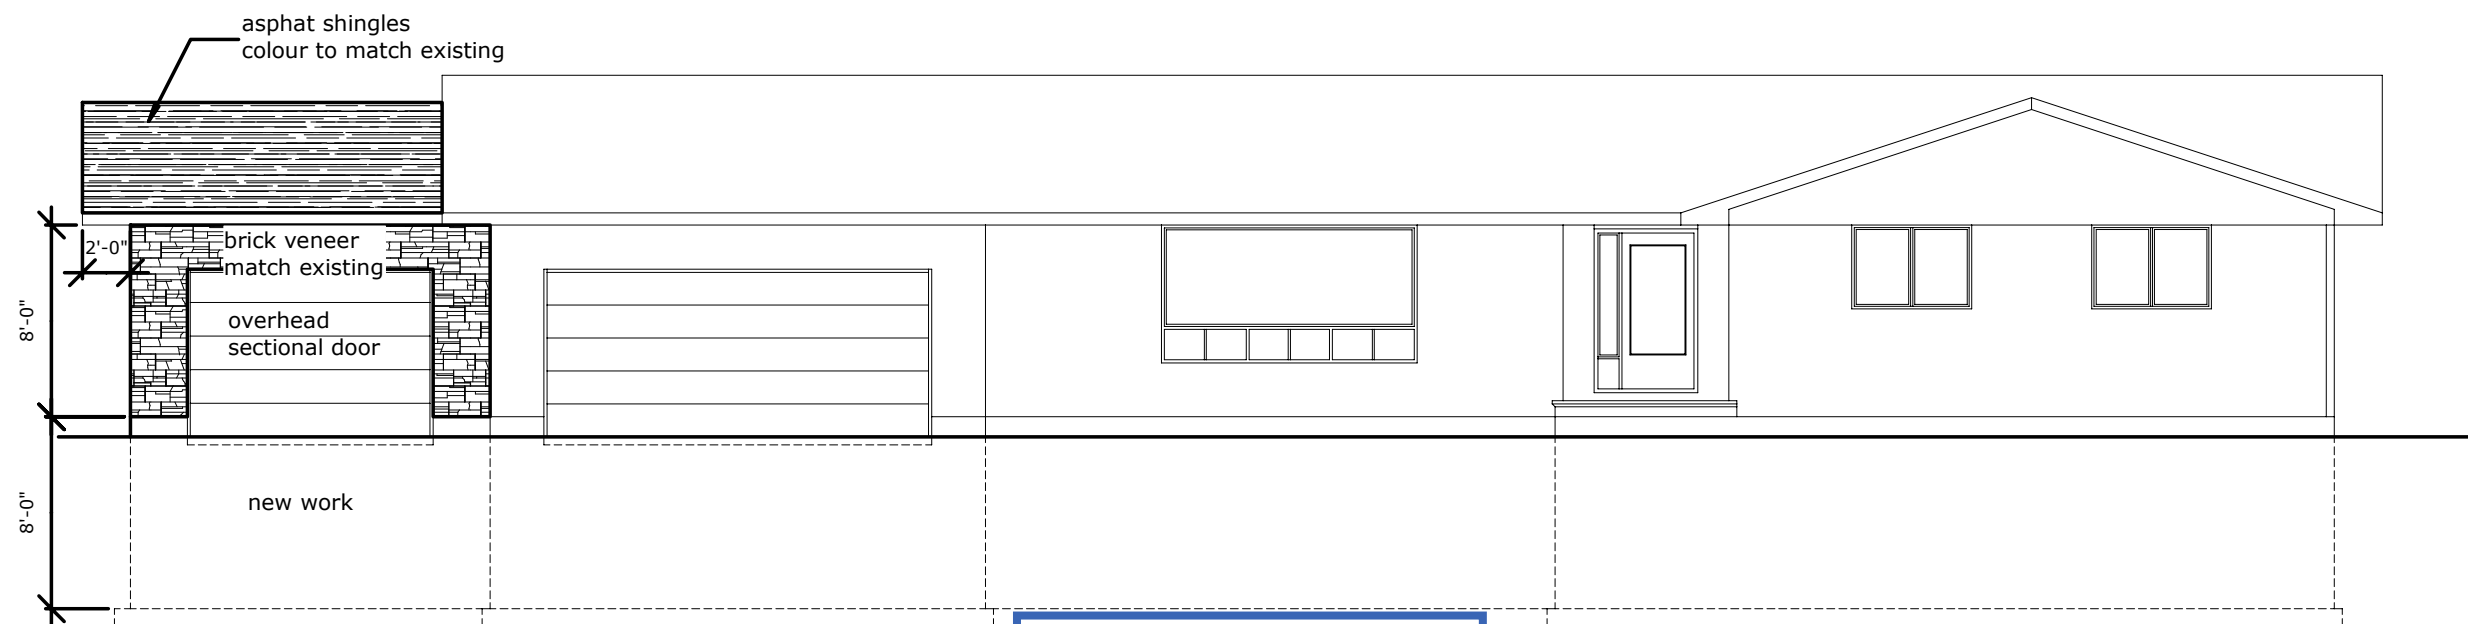 asphat shingles
colour to match existing
2'-0"
brick veneer
match existing
8'-0"
overhead
sectional door
8'-0"
new work